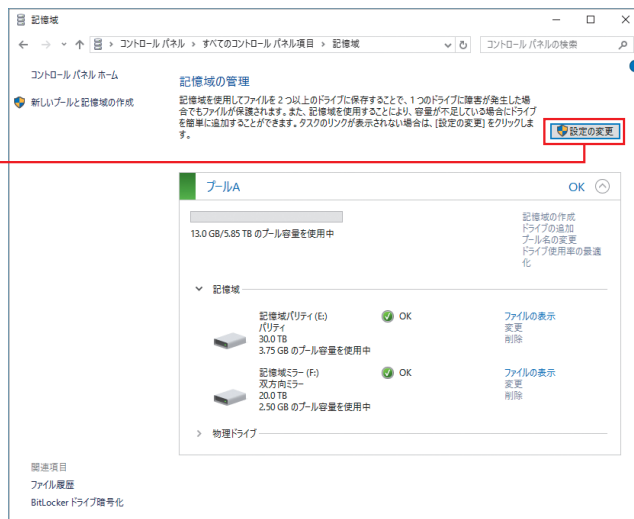 記憶域
コントロール パネル › すべてのコントロール パネル項目 › 記憶域
コントロール パネルの検索
コントロール パネル ホーム
新しいプールと記憶域の作成
記憶域の管理
記憶域を使用してファイルを 2 つ以上のドライブに保存することで、1 つのドライブに障害が発生した場
合でもファイルが保護されます。また、記憶域を使用することにより、容量が不足している場合にドライブ
を簡単に追加することができます。タスクのリンクが表示されない場合は、[設定の変更] をクリックしま
す。
設定の変更
プールA
OK
13.0 GB/5.85 TB のプール容量を使用中
記憶域の作成
ドライブの追加
プール名の変更
ドライブ使用率の最適
化
記憶域
記憶域パリティ (E:)
OK
ファイルの表示
パリティ
変更
30.0 TB
削除
3.75 GB のプール容量を使用中
記憶域ミラー (F:)
OK
ファイルの表示
双方向ミラー
変更
20.0 TB
削除
2.50 GB のプール容量を使用中
物理ドライブ
関連項目
ファイル履歴
BitLocker ドライブ暗号化